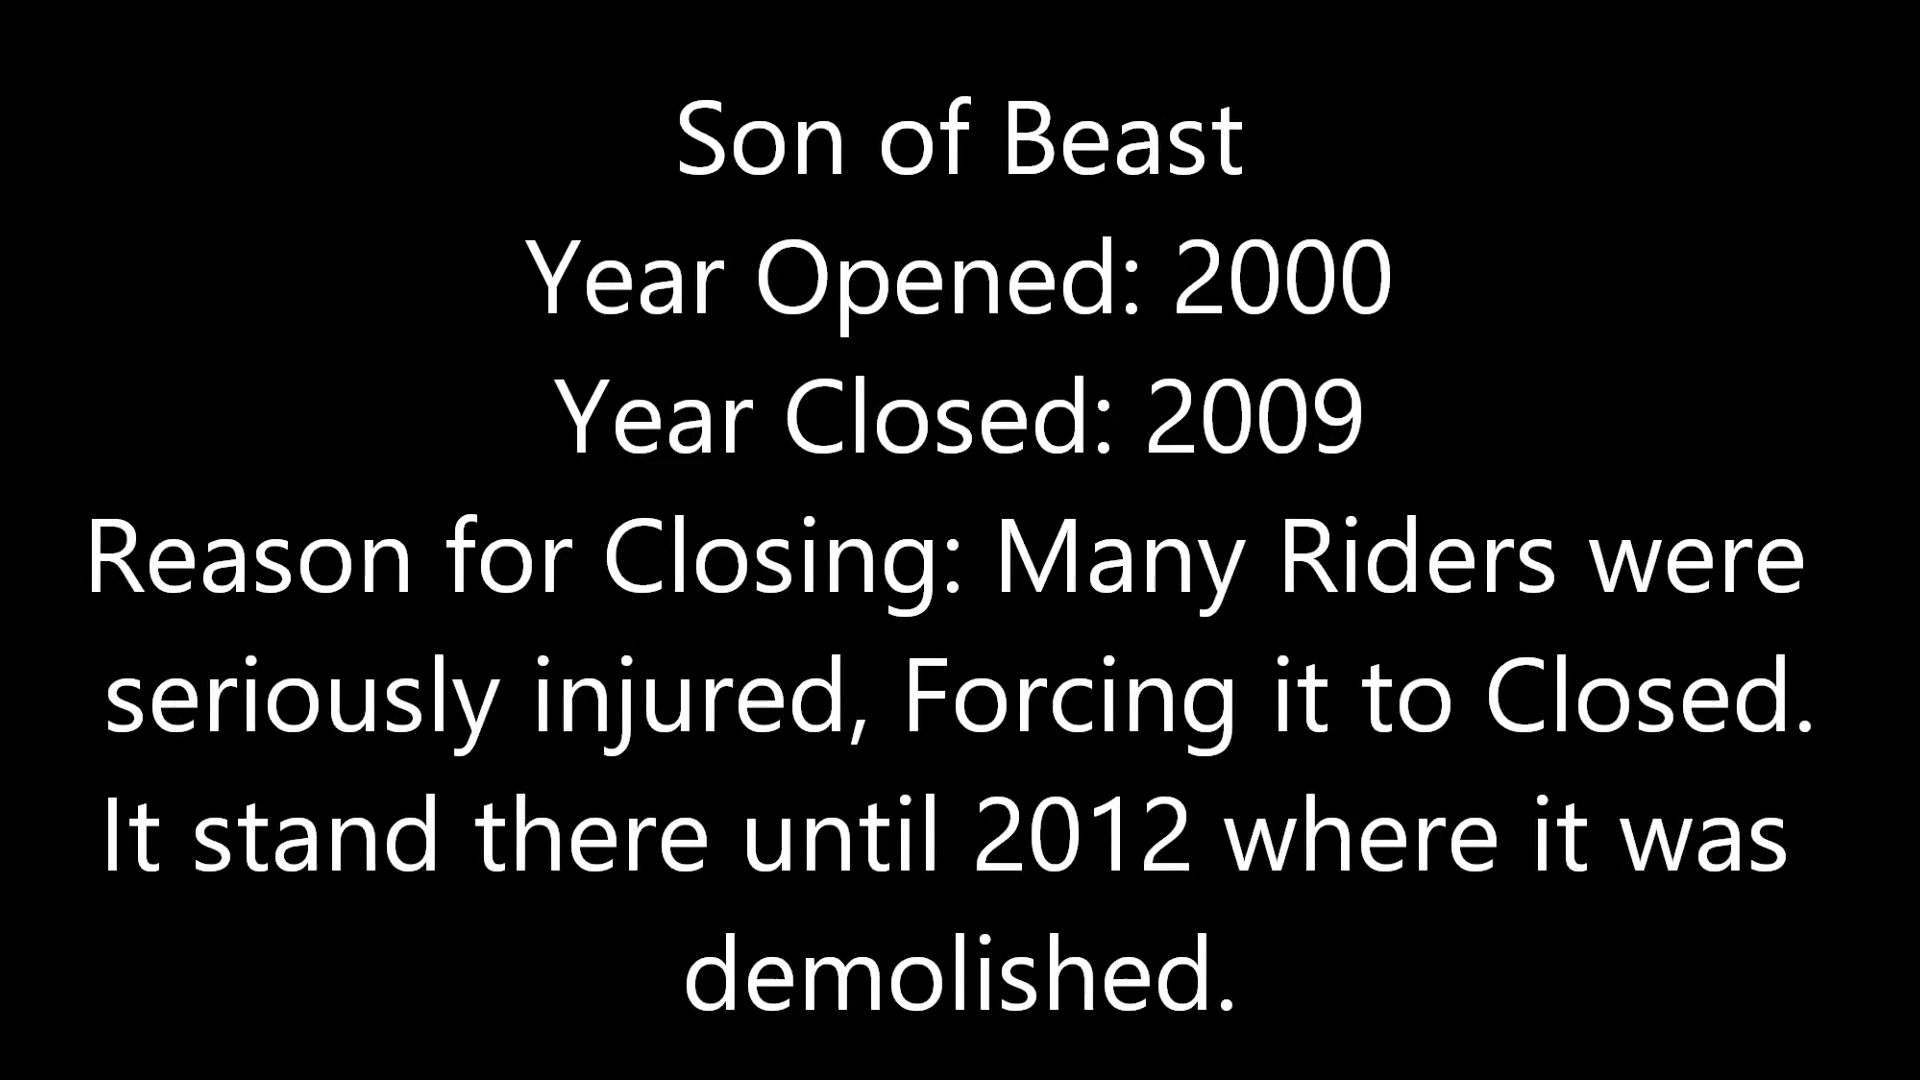 Son of Beast
Year Opened: 2000
Year Closed: 2009
Reason for Closing: Many Riders were
seriously injured, Forcing it to Closed.
It stand there until 2012 where it was
demolished.